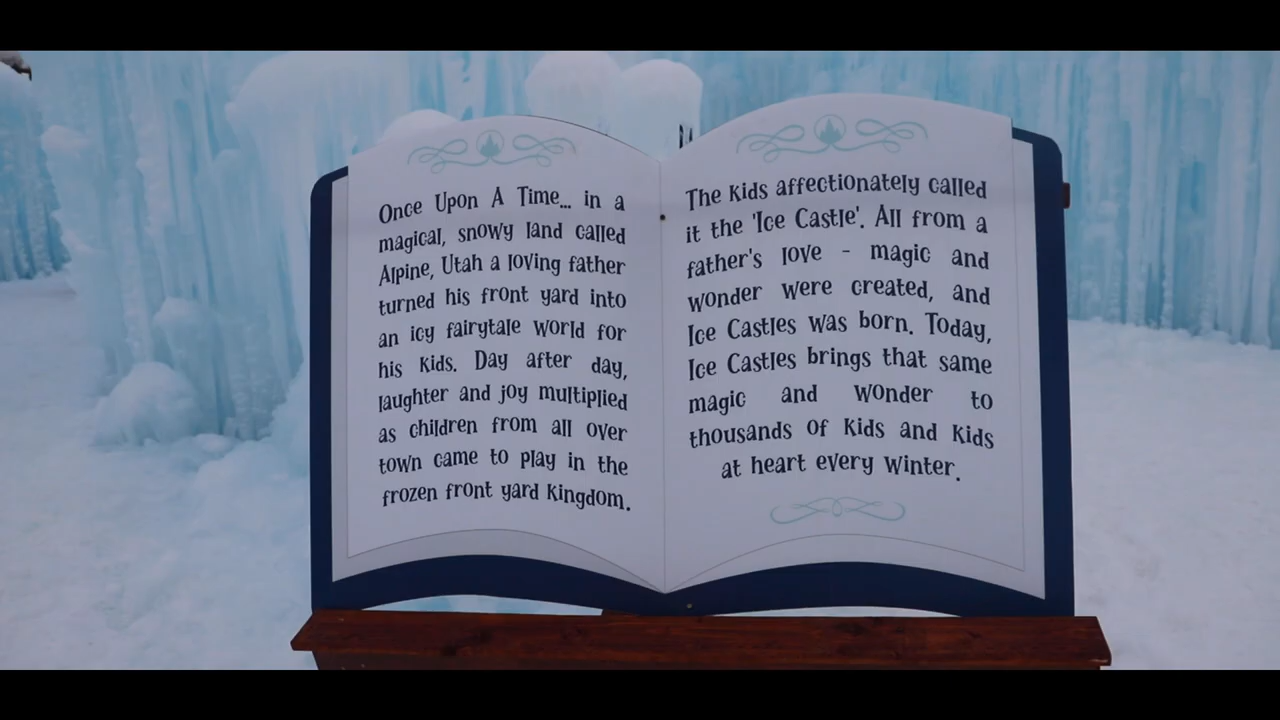 Once Upon A Time... in a
magical, snowy land called
Alpine, Utah a loving father
turned his front yard into
an icy fairytale world for
his kids. Day after day,
laughter and joy multiplied
as children from all over
town came to play in the
frozen front yard kingdom.
The kids affectionately called
it the 'Ice Castle'. All from a
father's love - magic and
wonder were created, and
Ice Castles was born. Today,
Ice Castles brings that same
magic and wonder to
thousands of kids and kids
at heart every winter.